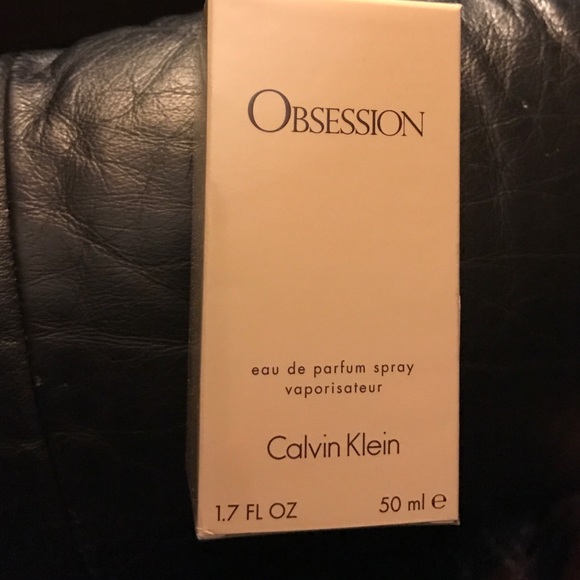 OBSESSION
eau de parfum spray
vaporisateur
Calvin Klein
1.7 FL OZ 50 ml ℮